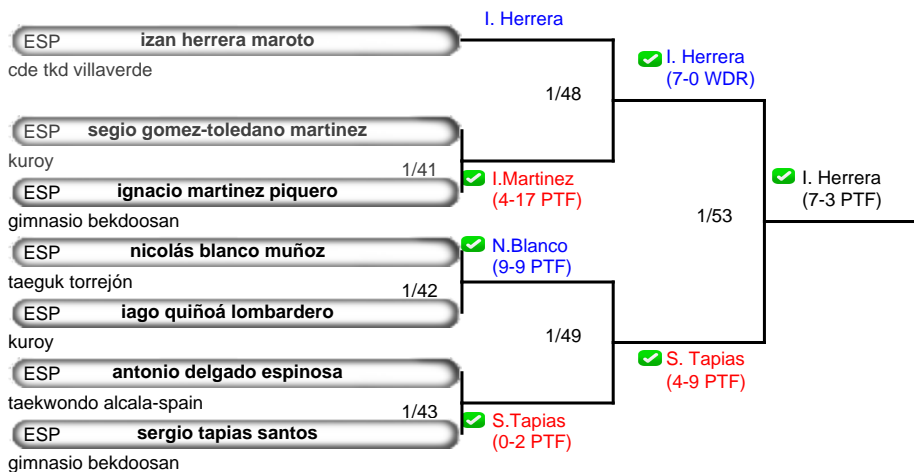 ESP izan herrera maroto
cde tkd villaverde
ESP segio gomez-toledano martinez
kuroy
ESP ignacio martinez piquero
gimnasio bekdoosan
ESP nicolás blanco muñoz
taeguk torrejón
ESP iago quiñoá lombardero
kuroy
ESP antonio delgado espinosa
taekwondo alcala-spain
ESP sergio tapias santos
gimnasio bekdoosan
1/41
1/42
1/43
I. Herrera
I.Martinez
(4-17 PTF)
N.Blanco
(9-9 PTF)
S.Tapias
(0-2 PTF)
1/48
1/49
I. Herrera
(7-0 WDR)
S. Tapias
(4-9 PTF)
1/53
I. Herrera
(7-3 PTF)